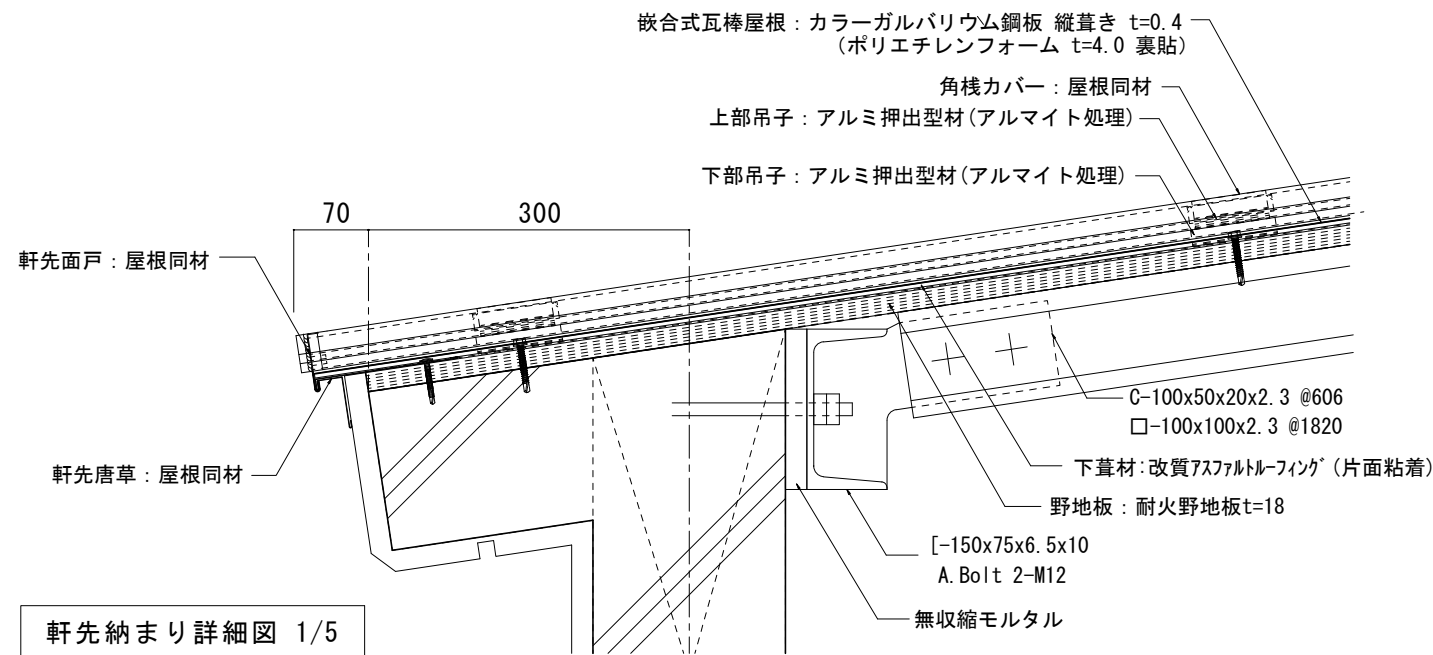 嵌合式瓦棒屋根：カラーガルバリウム鋼板 縦葺き t=0.4
(ポリエチレンフォーム t=4.0 裏貼)
角桟カバー：屋根同材
上部吊子：アルミ押出型材(アルマイト処理)
下部吊子：アルミ押出型材(アルマイト処理)
70
300
軒先面戸：屋根同材
軒先唐草：屋根同材
C-100x50x20x2.3 @606
□-100x100x2.3 @1820
下葺材:改質ｱｽﾌｧﾙﾄﾙｰﾌｨﾝｸﾞ(片面粘着)
野地板：耐火野地板t=18
[-150x75x6.5x10
A.Bolt 2-M12
無収縮モルタル
軒先納まり詳細図 1/5